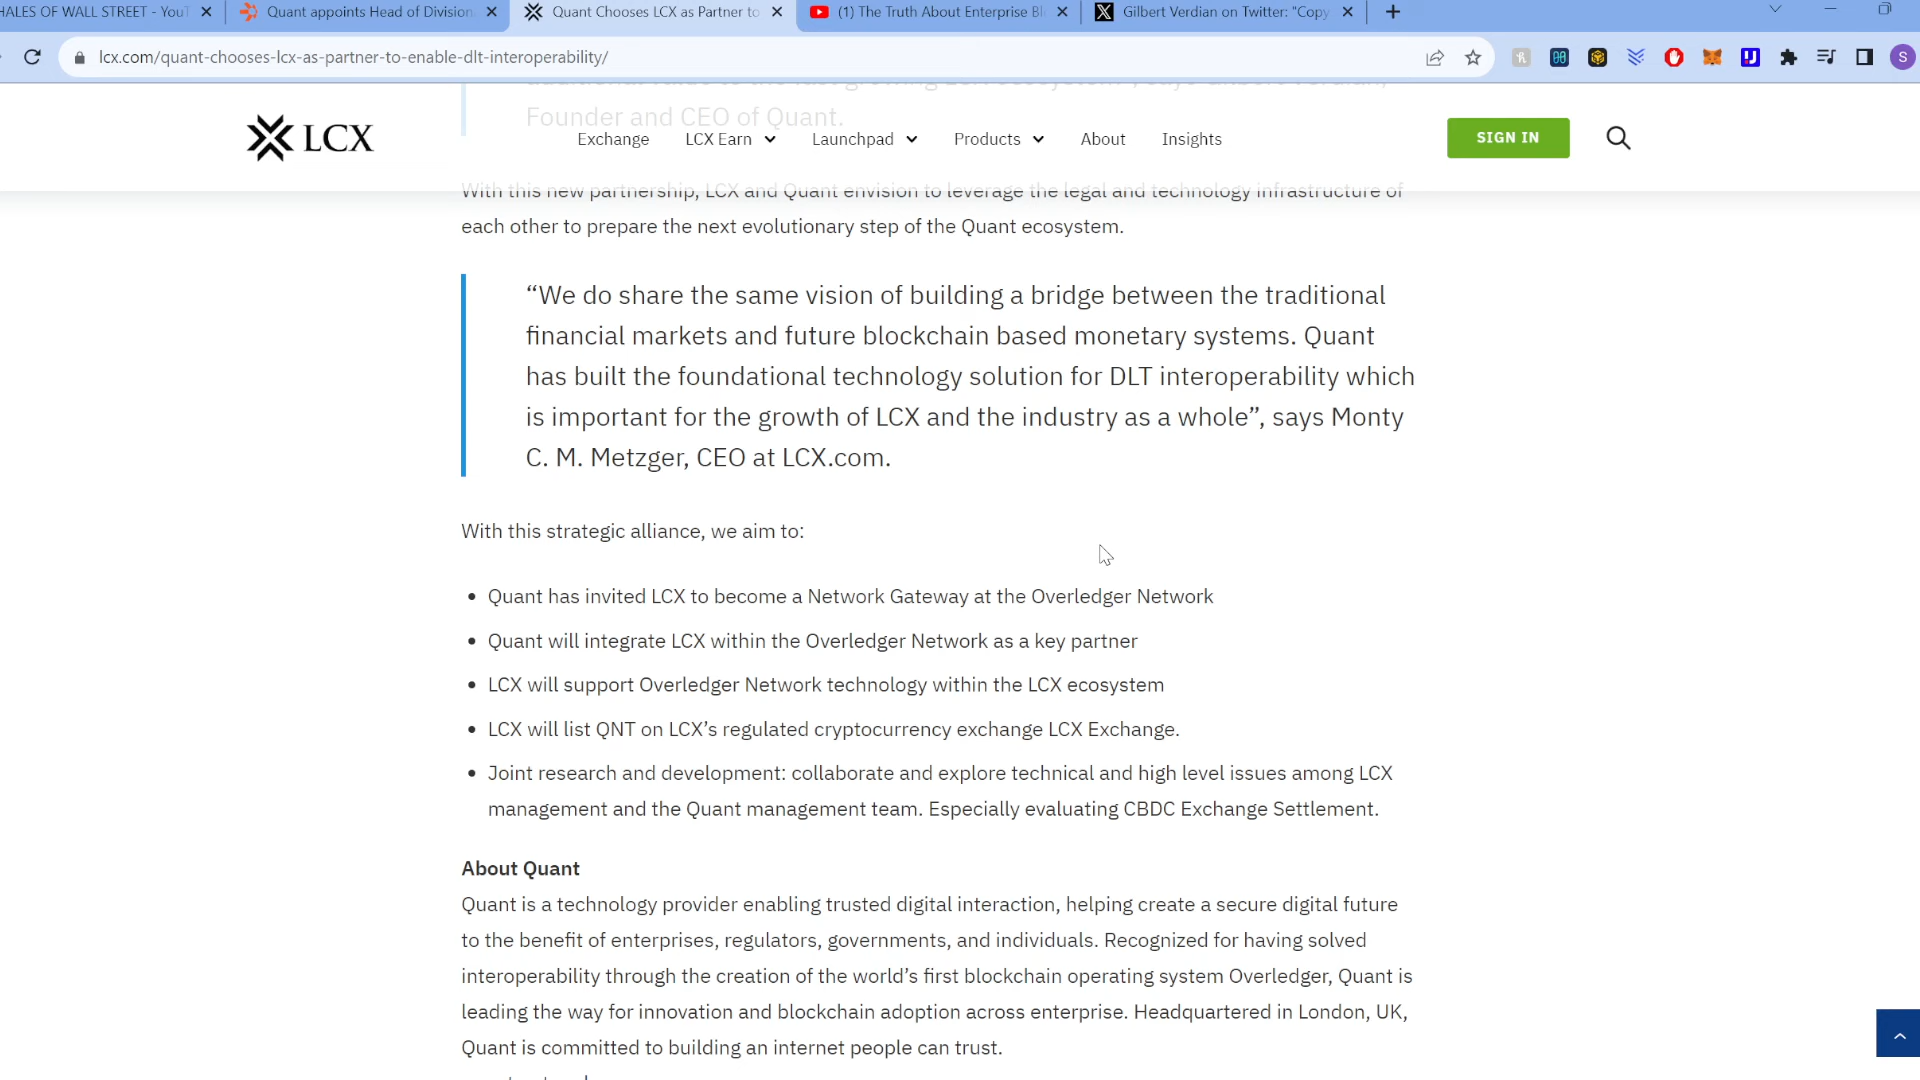 HALES OF WALL STREET - YouT
Quant appoints Head of Division
Quant Chooses LCX as Partner to
(1) The Truth About Enterprise Bl
Gilbert Verdian on Twitter: "Copy
lcx.com/quant-chooses-lcx-as-partner-to-enable-dlt-interoperability/
S
Founder and CEO of Quant.
LCX
Exchange
LCX Earn
Launchpad
Products
About
Insights
SIGN IN
With this new partnership, LCX and Quant envision to leverage the legal and technology infrastructure of
each other to prepare the next evolutionary step of the Quant ecosystem.
“We do share the same vision of building a bridge between the traditional
financial markets and future blockchain based monetary systems. Quant
has built the foundational technology solution for DLT interoperability which
is important for the growth of LCX and the industry as a whole”, says Monty
C. M. Metzger, CEO at LCX.com.
With this strategic alliance, we aim to:
• Quant has invited LCX to become a Network Gateway at the Overledger Network
• Quant will integrate LCX within the Overledger Network as a key partner
• LCX will support Overledger Network technology within the LCX ecosystem
• LCX will list QNT on LCX’s regulated cryptocurrency exchange LCX Exchange.
• Joint research and development: collaborate and explore technical and high level issues among LCX
management and the Quant management team. Especially evaluating CBDC Exchange Settlement.
About Quant
Quant is a technology provider enabling trusted digital interaction, helping create a secure digital future
to the benefit of enterprises, regulators, governments, and individuals. Recognized for having solved
interoperability through the creation of the world’s first blockchain operating system Overledger, Quant is
leading the way for innovation and blockchain adoption across enterprise. Headquartered in London, UK,
Quant is committed to building an internet people can trust.